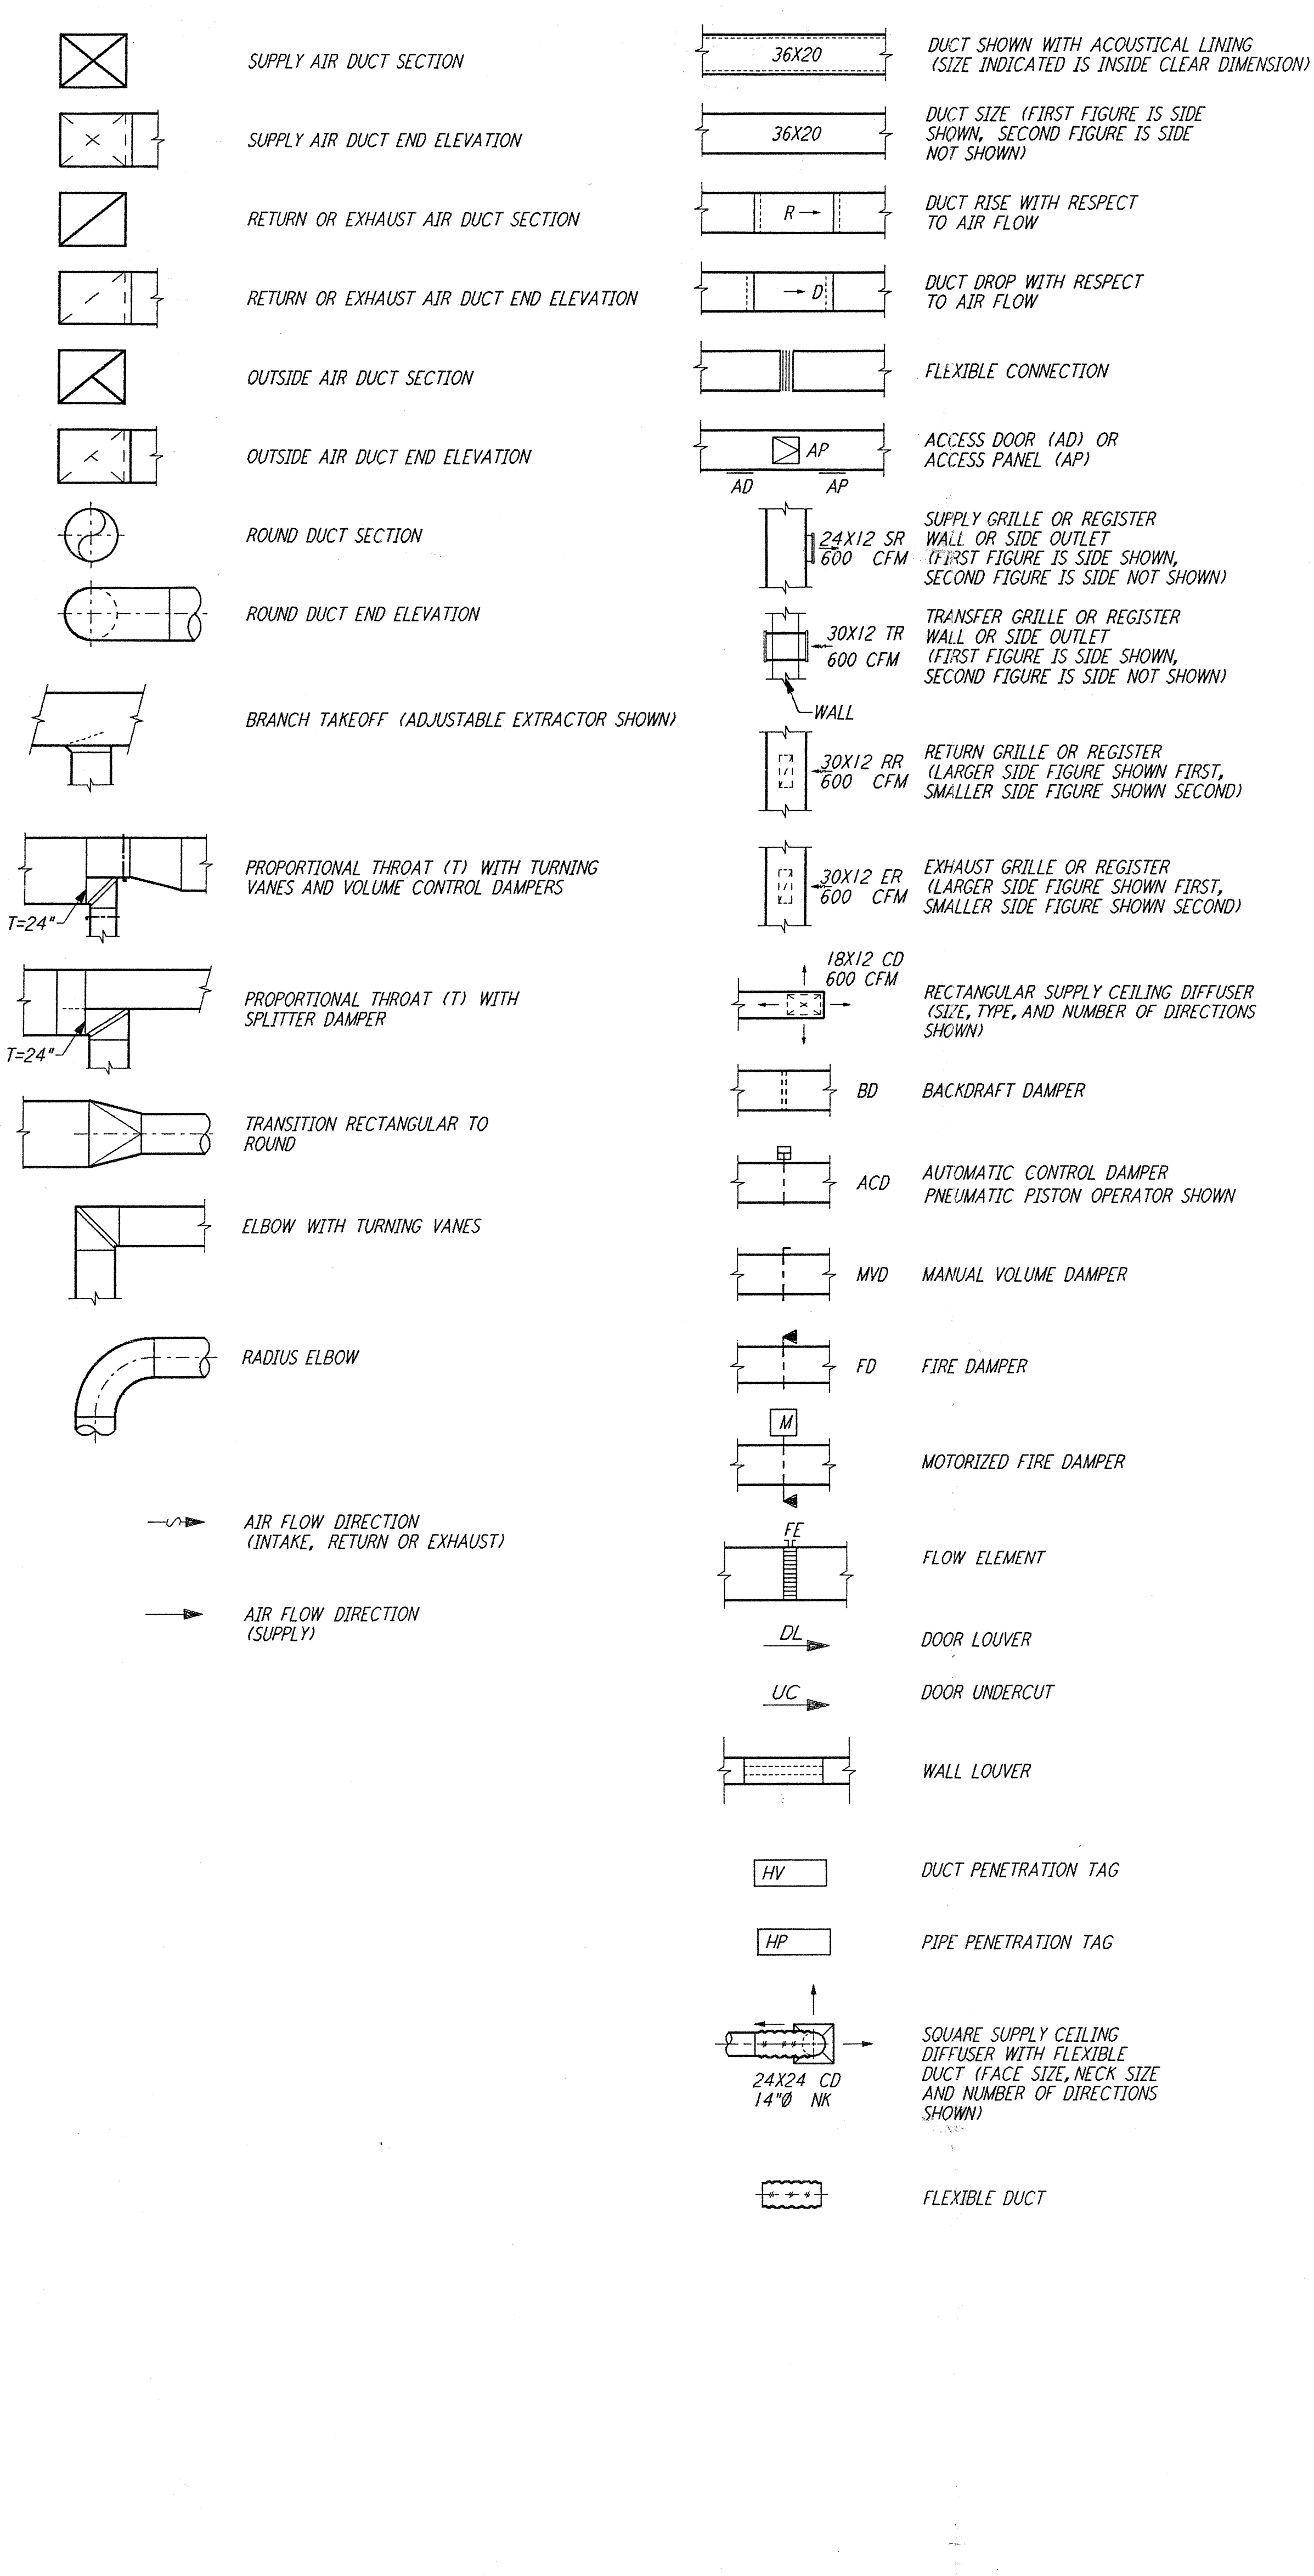 SUPPLY AIR DUCT SECTION
SUPPLY AIR DUCT END ELEVATION
RETURN OR EXHAUST AIR DUCT SECTION
RETURN OR EXHAUST AIR DUCT END ELEVATION
OUTSIDE AIR DUCT SECTION
OUTSIDE AIR DUCT END ELEVATION
ROUND DUCT SECTION
ROUND DUCT END ELEVATION
BRANCH TAKEOFF (ADJUSTABLE EXTRACTOR SHOWN)
PROPORTIONAL THROAT (T) WITH TURNING
VANES AND VOLUME CONTROL DAMPERS
T=24"
PROPORTIONAL THROAT (T) WITH
SPLITTER DAMPER
T=24"
TRANSITION RECTANGULAR TO
ROUND
ELBOW WITH TURNING VANES
RADIUS ELBOW
AIR FLOW DIRECTION
(INTAKE, RETURN OR EXHAUST)
AIR FLOW DIRECTION
(SUPPLY)
36X20
DUCT SHOWN WITH ACOUSTICAL LINING
(SIZE INDICATED IS INSIDE CLEAR DIMENSION)
36X20
DUCT SIZE (FIRST FIGURE IS SIDE
SHOWN, SECOND FIGURE IS SIDE
NOT SHOWN)
R
DUCT RISE WITH RESPECT
TO AIR FLOW
D
DUCT DROP WITH RESPECT
TO AIR FLOW
FLEXIBLE CONNECTION
AP
AD AP
ACCESS DOOR (AD) OR
ACCESS PANEL (AP)
24X12 SR
600 CFM
SUPPLY GRILLE OR REGISTER
WALL OR SIDE OUTLET
(FIRST FIGURE IS SIDE SHOWN,
SECOND FIGURE IS SIDE NOT SHOWN)
30X12 TR
600 CFM
WALL
TRANSFER GRILLE OR REGISTER
WALL OR SIDE OUTLET
(FIRST FIGURE IS SIDE SHOWN,
SECOND FIGURE IS SIDE NOT SHOWN)
30X12 RR
600 CFM
RETURN GRILLE OR REGISTER
(LARGER SIDE FIGURE SHOWN FIRST,
SMALLER SIDE FIGURE SHOWN SECOND)
30X12 ER
600 CFM
EXHAUST GRILLE OR REGISTER
(LARGER SIDE FIGURE SHOWN FIRST,
SMALLER SIDE FIGURE SHOWN SECOND)
18X12 CD
600 CFM
RECTANGULAR SUPPLY CEILING DIFFUSER
(SIZE, TYPE, AND NUMBER OF DIRECTIONS
SHOWN)
BD BACKDRAFT DAMPER
ACD AUTOMATIC CONTROL DAMPER
PNEUMATIC PISTON OPERATOR SHOWN
MVD MANUAL VOLUME DAMPER
FD FIRE DAMPER
M
MOTORIZED FIRE DAMPER
FE
FLOW ELEMENT
DL
DOOR LOUVER
UC
DOOR UNDERCUT
WALL LOUVER
HV
DUCT PENETRATION TAG
HP
PIPE PENETRATION TAG
24X24 CD
14"Ø NK
SQUARE SUPPLY CEILING
DIFFUSER WITH FLEXIBLE
DUCT (FACE SIZE, NECK SIZE
AND NUMBER OF DIRECTIONS
SHOWN)
FLEXIBLE DUCT